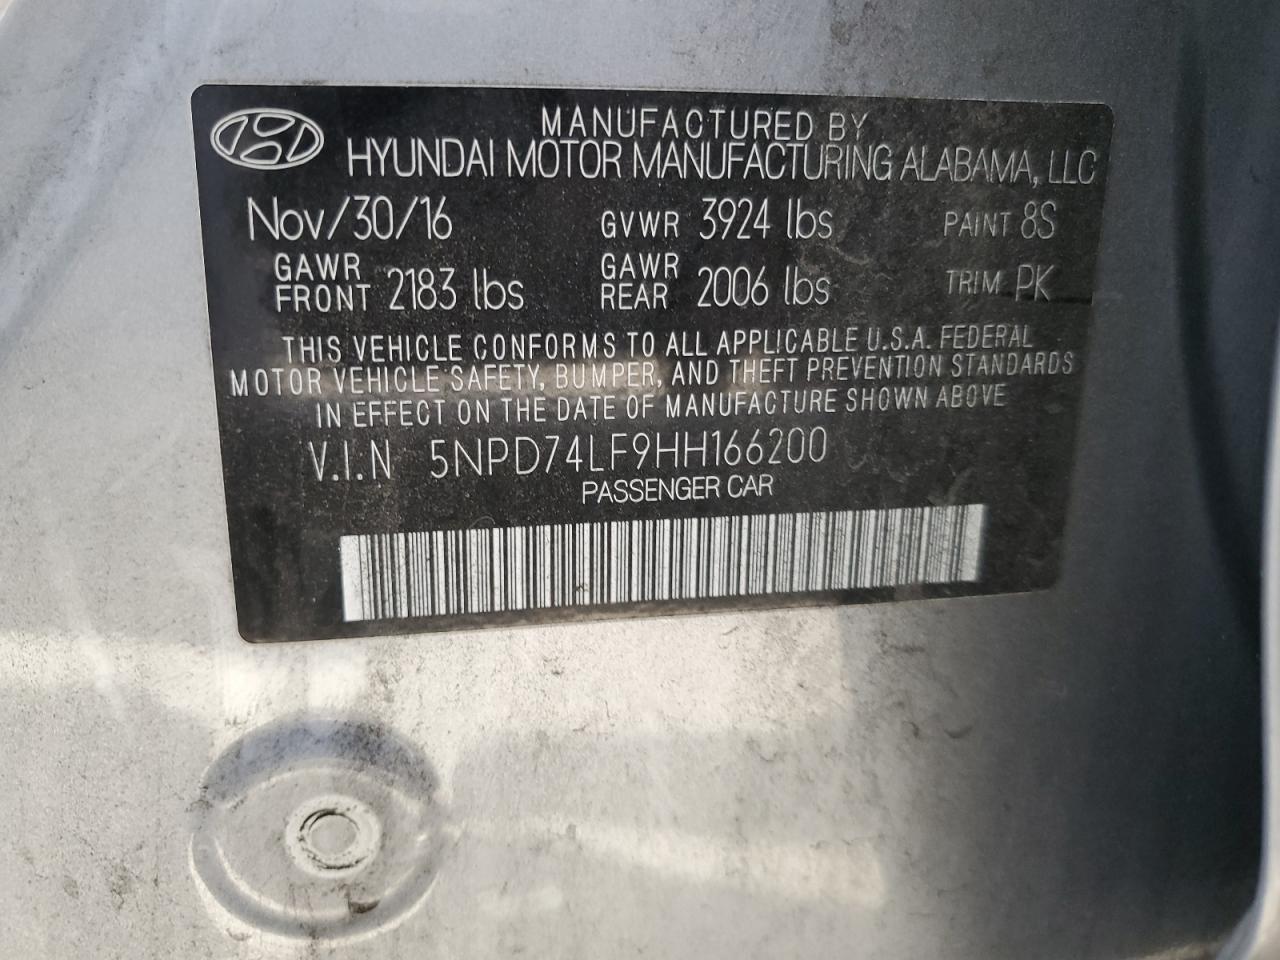 MANUFACTURED BY
HYUNDAI MOTOR MANUFACTURING ALABAMA, LLC
Nov/30/16 GVWR 3924 lbs PAINT 8S
GAWR FRONT 2183 lbs GAWR REAR 2006 lbs TRIM PK
THIS VEHICLE CONFORMS TO ALL APPLICABLE U.S.A. FEDERAL
MOTOR VEHICLE SAFETY, BUMPER, AND THEFT PREVENTION STANDARDS
IN EFFECT ON THE DATE OF MANUFACTURE SHOWN ABOVE
V.I.N 5NPD74LF9HH166200
PASSENGER CAR